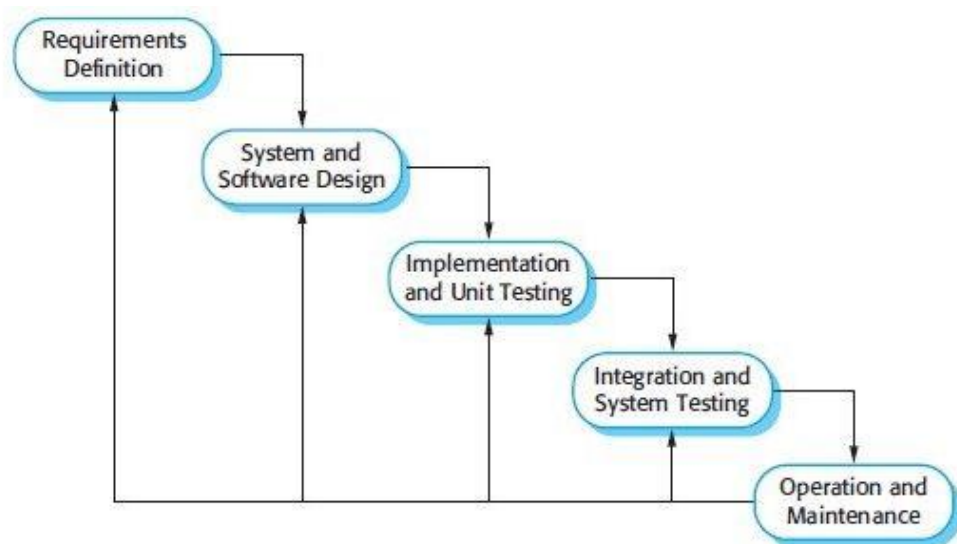 Requirements
Definition
System and
Software Design
Implementation
and Unit Testing
Integration and
System Testing
Operation and
Maintenance